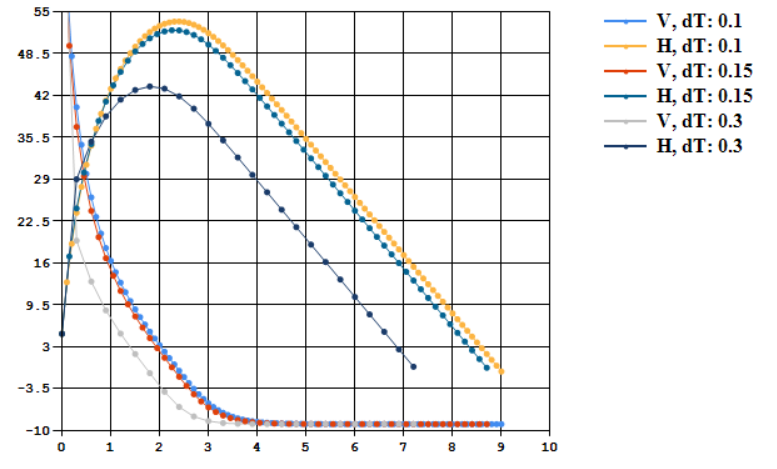 55
48.5
42
35.5
29
22.5
16
9.5
3
-3.5
-10
0 1 2 3 4 5 6 7 8 9 10
V, dT: 0.1
H, dT: 0.1
V, dT: 0.15
H, dT: 0.15
V, dT: 0.3
H, dT: 0.3